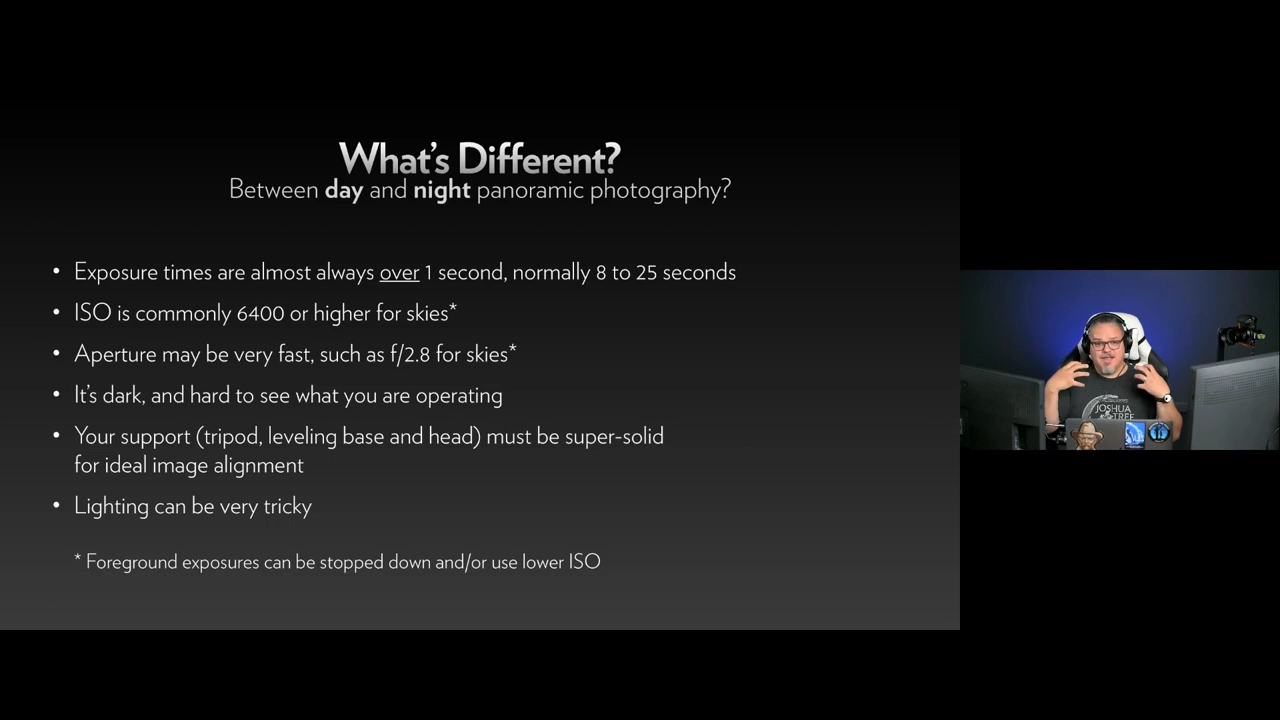 What's Different?
Between day and night panoramic photography?
• Exposure times are almost always over 1 second, normally 8 to 25 seconds
• ISO is commonly 6400 or higher for skies*
• Aperture may be very fast, such as f/2.8 for skies*
• It's dark, and hard to see what you are operating
• Your support (tripod, leveling base and head) must be super-solid
for ideal image alignment
• Lighting can be very tricky
* Foreground exposures can be stopped down and/or use lower ISO
JOSHUA
TREE